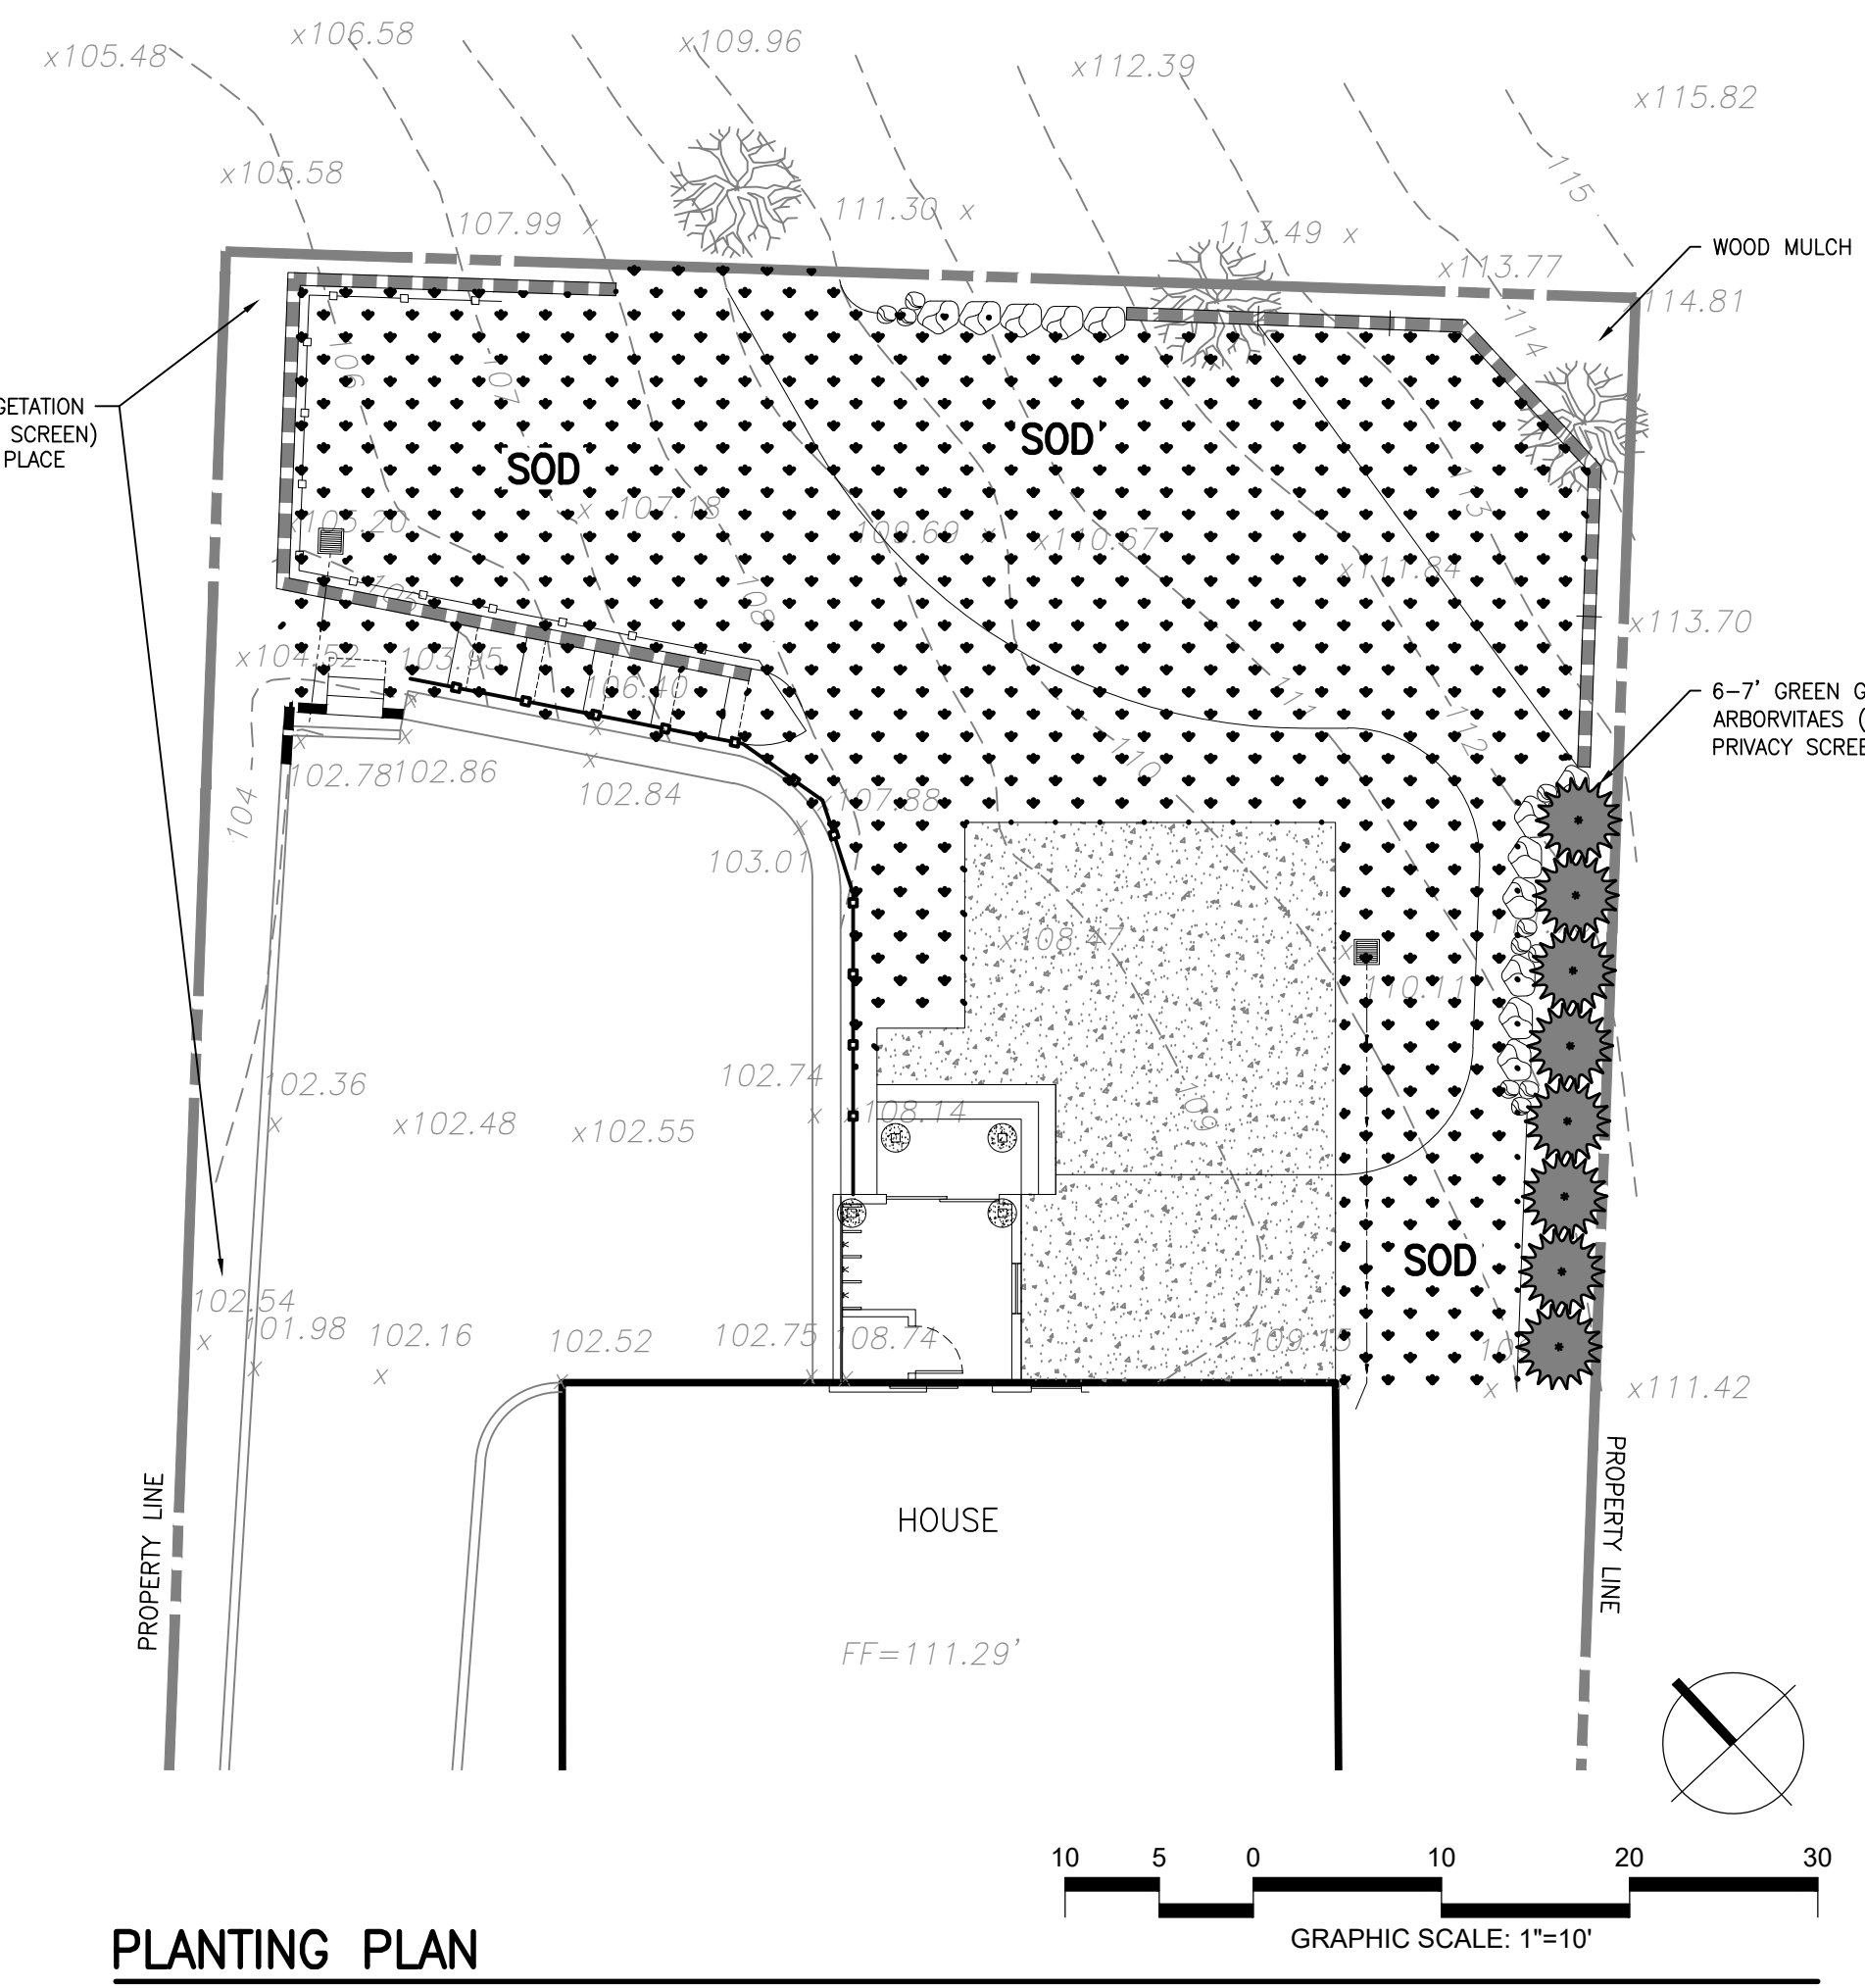 x105.48
x106.58
x109.96
x112.39
x115.82
x105.58
107.99 x
111.30 x
113.49 x
x113.77
114.81
115
WOOD MULCH
114
106
107
GETATION
SCREEN)
PLACE
SOD
SOD
113
x105.20
107.18
109.69 x
x110.67
x111.84
105
108
x113.70
x104.52
103.95
106.40
111
112
110
6-7' GREEN G
ARBORVITAES (
PRIVACY SCREE
102.78
102.86
102.84
107.88
104
103.01
x108.47
110.11
102.36
x102.48
x102.55
102.74
x108.14
109
SOD
102.54
101.98
102.16
102.52
102.75
108.74
109.15
10
x111.42
PROPERTY LINE
PROPERTY LINE
HOUSE
FF=111.29'
10 5 0 10 20 30
GRAPHIC SCALE: 1"=10'
PLANTING PLAN